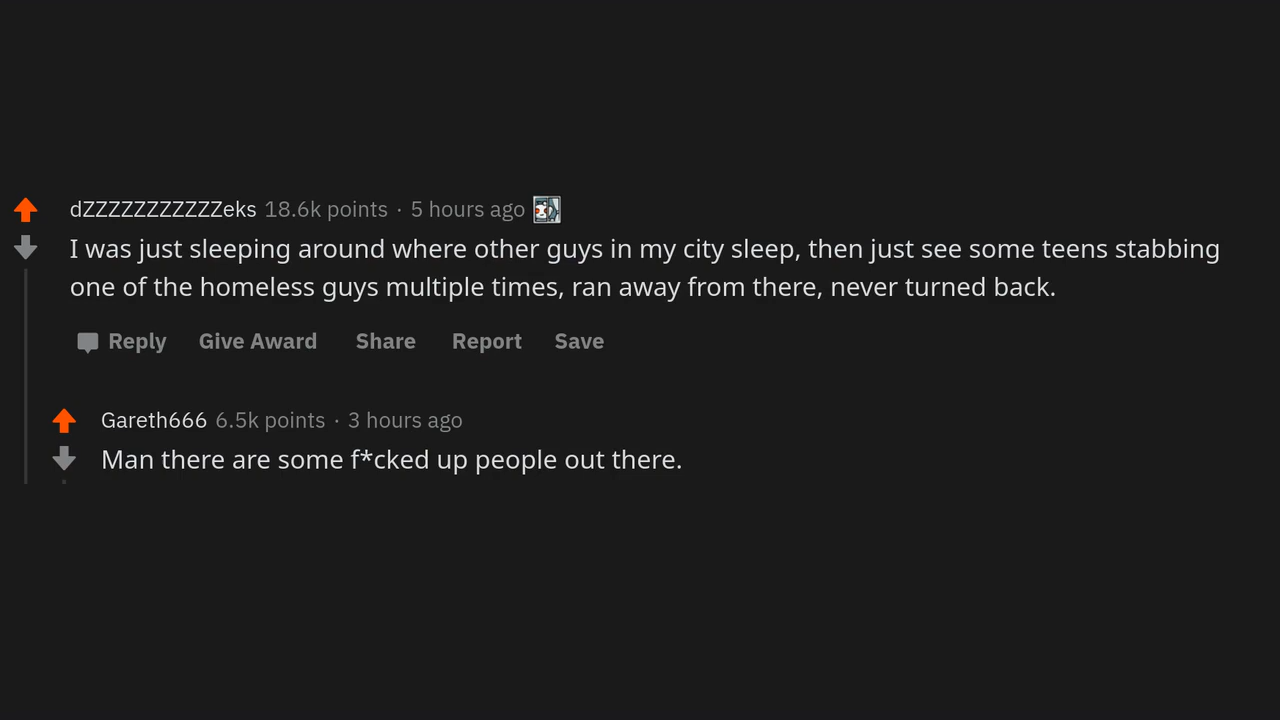 dZZZZZZZZZZZeks 18.6k points · 5 hours ago
I was just sleeping around where other guys in my city sleep, then just see some teens stabbing
one of the homeless guys multiple times, ran away from there, never turned back.
Reply Give Award Share Report Save
Gareth666 6.5k points · 3 hours ago
Man there are some f*cked up people out there.